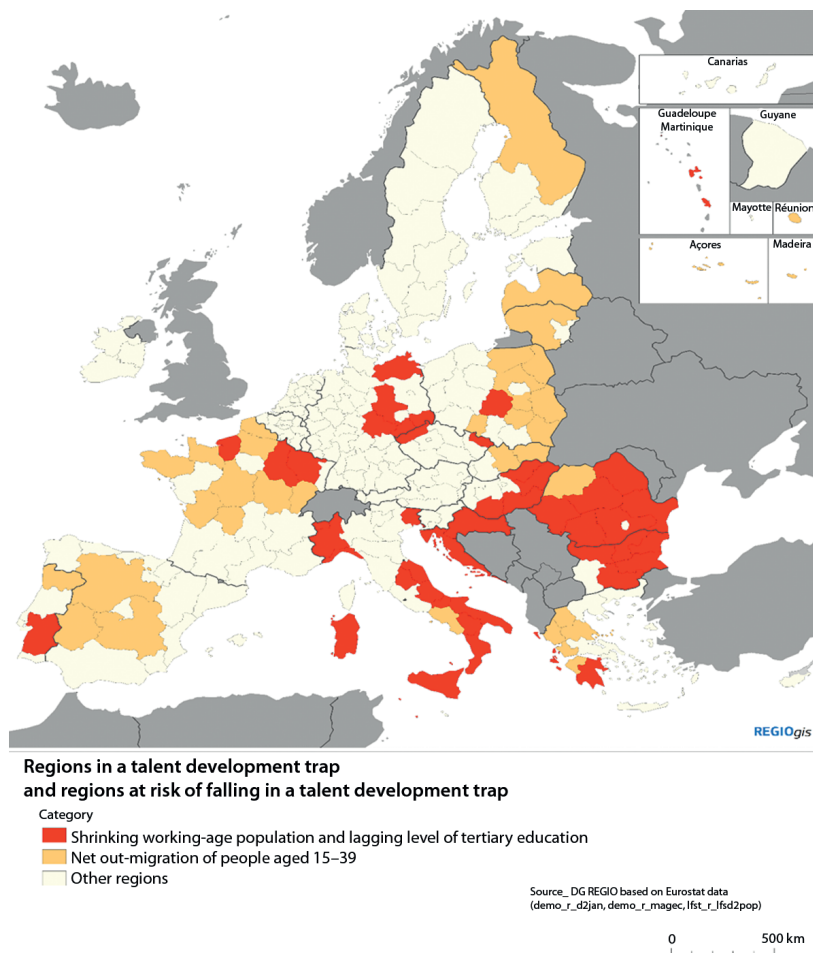 Canarias
Guadeloupe
Martinique
Guyane
Mayotte
Réunion
Açores
Madeira
REGIOgis
Regions in a talent development trap
and regions at risk of falling in a talent development trap
Category
Shrinking working-age population and lagging level of tertiary education
Net out-migration of people aged 15–39
Other regions
Source_ DG REGIO based on Eurostat data
(demo_r_d2jan, demo_r_magec, lfst_r_lfsd2pop)
0 500 km